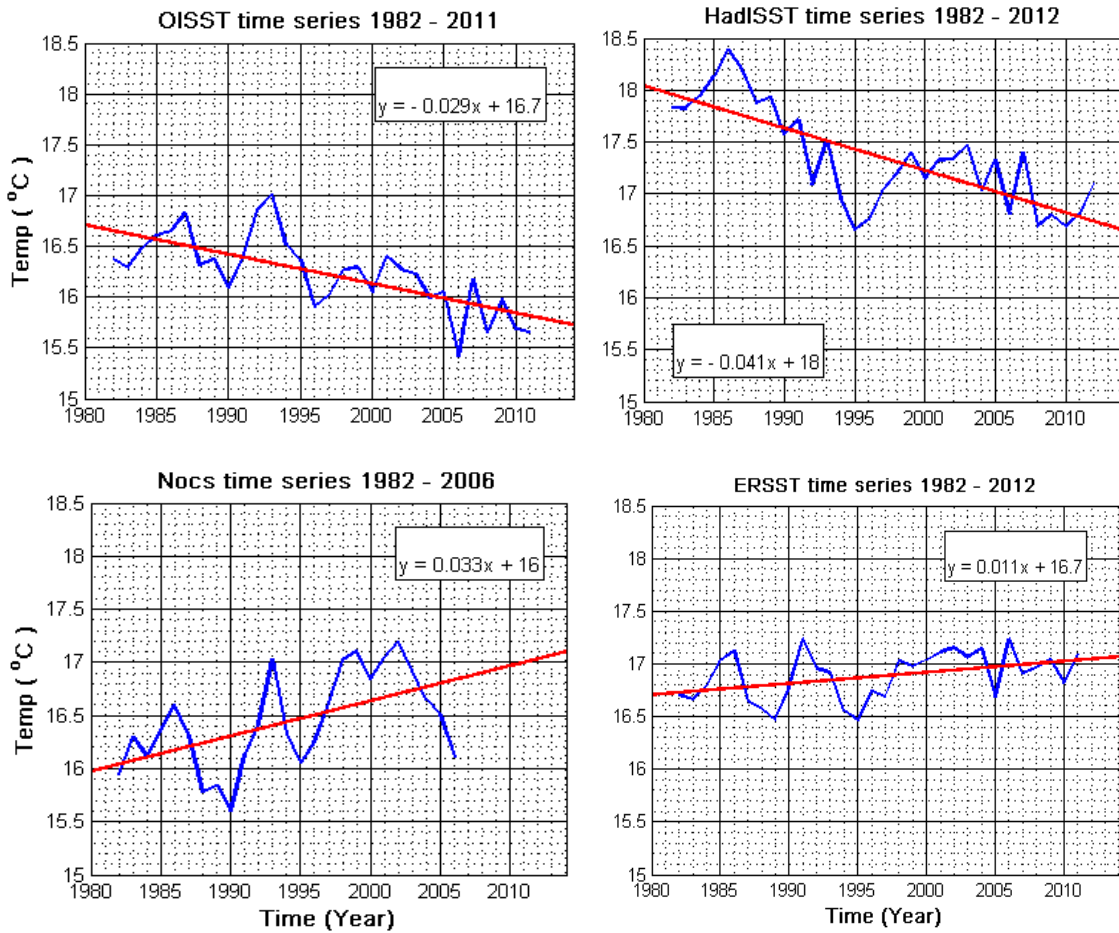 OISST time series 1982 - 2011
18.5
18
17.5
17
16.5
16
15.5
15
Temp ( °C )
y = - 0.029x + 16.7
1980 1985 1990 1995 2000 2005 2010
HadISST time series 1982 - 2012
18.5
18
17.5
17
16.5
16
15.5
15
y = - 0.041x + 18
1980 1985 1990 1995 2000 2005 2010
Nocs time series 1982 - 2006
18.5
18
17.5
17
16.5
16
15.5
15
Temp ( °C )
y = 0.033x + 16
1980 1985 1990 1995 2000 2005 2010
Time (Year)
ERSST time series 1982 - 2012
18.5
18
17.5
17
16.5
16
15.5
15
y = 0.011x + 16.7
1980 1985 1990 1995 2000 2005 2010
Time (Year)